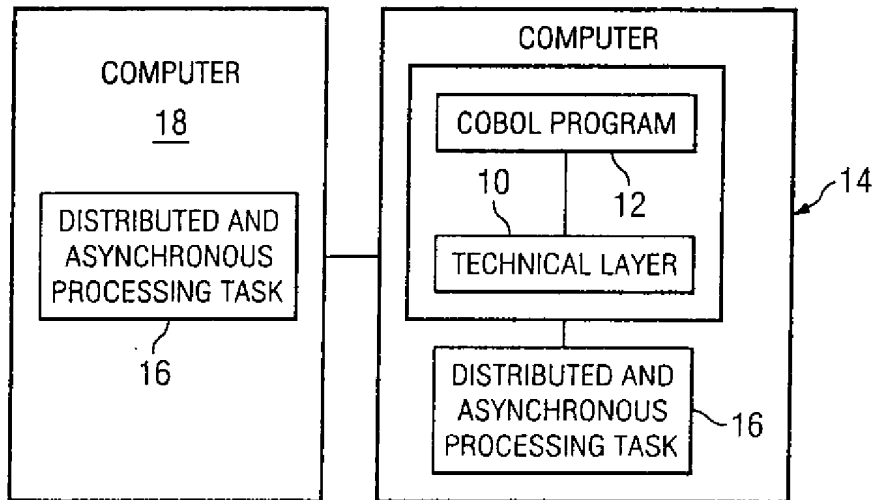 COMPUTER
18
DISTRIBUTED AND
ASYNCHRONOUS
PROCESSING TASK
16
COMPUTER
COBOL PROGRAM
10
12
14
TECHNICAL LAYER
DISTRIBUTED AND
ASYNCHRONOUS
PROCESSING TASK
16